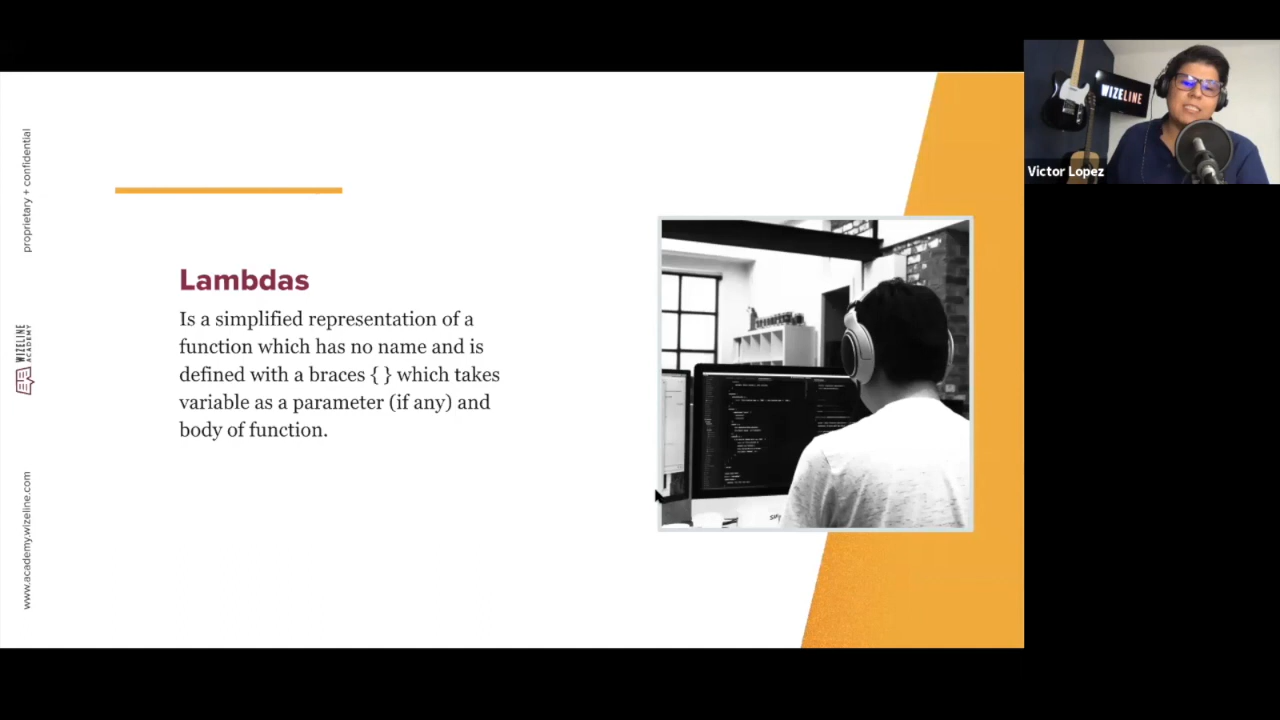 proprietary + confidential
WIZELINE
ACADEMY
www.academy.wizeline.com
Lambdas
Is a simplified representation of a
function which has no name and is
defined with a braces { } which takes
variable as a parameter (if any) and
body of function.
WIZELINE
Victor Lopez